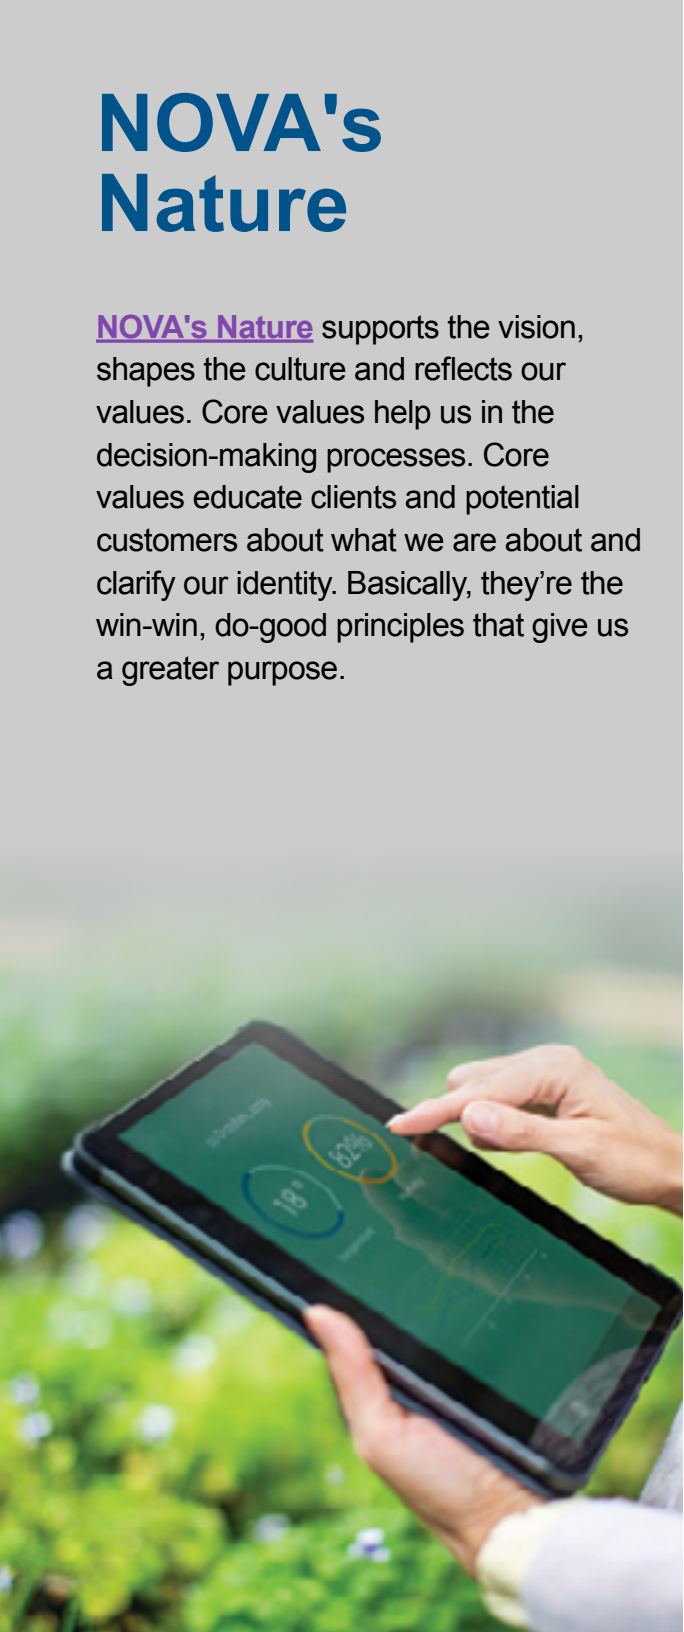 NOVA's
Nature
NOVA's Nature supports the vision,
shapes the culture and reflects our
values. Core values help us in the
decision-making processes. Core
values educate clients and potential
customers about what we are about and
clarify our identity. Basically, they’re the
win-win, do-good principles that give us
a greater purpose.
82%
18°